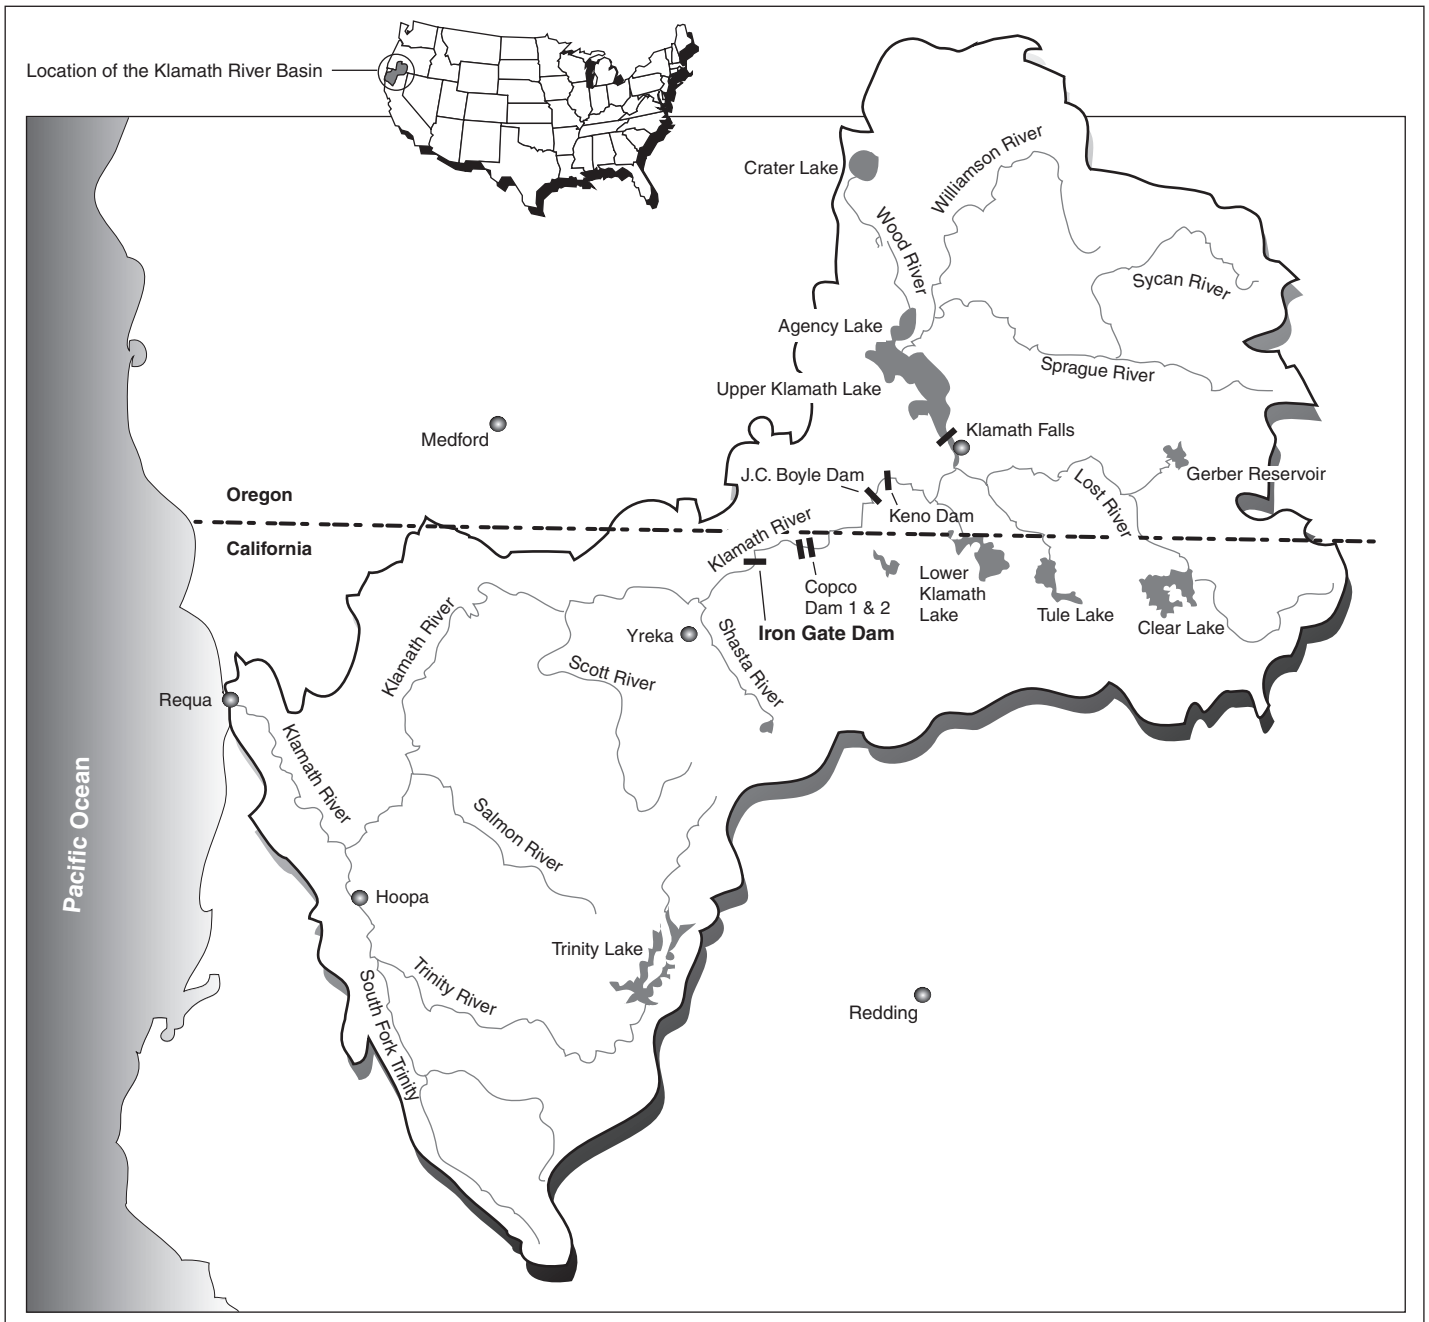 Location of the Klamath River Basin
Crater Lake
Williamson River
Wood River
Sycan River
Agency Lake
Sprague River
Upper Klamath Lake
Klamath Falls
Medford
J.C. Boyle Dam
Gerber Reservoir
Lost River
Oregon
Keno Dam
California
Klamath River
Copco
Dam 1 & 2
Lower
Klamath
Lake
Tule Lake
Clear Lake
Iron Gate Dam
Yreka
Shasta River
Klamath River
Scott River
Requa
Klamath River
Pacific Ocean
Salmon River
Hoopa
Trinity Lake
Trinity River
South Fork Trinity
Redding